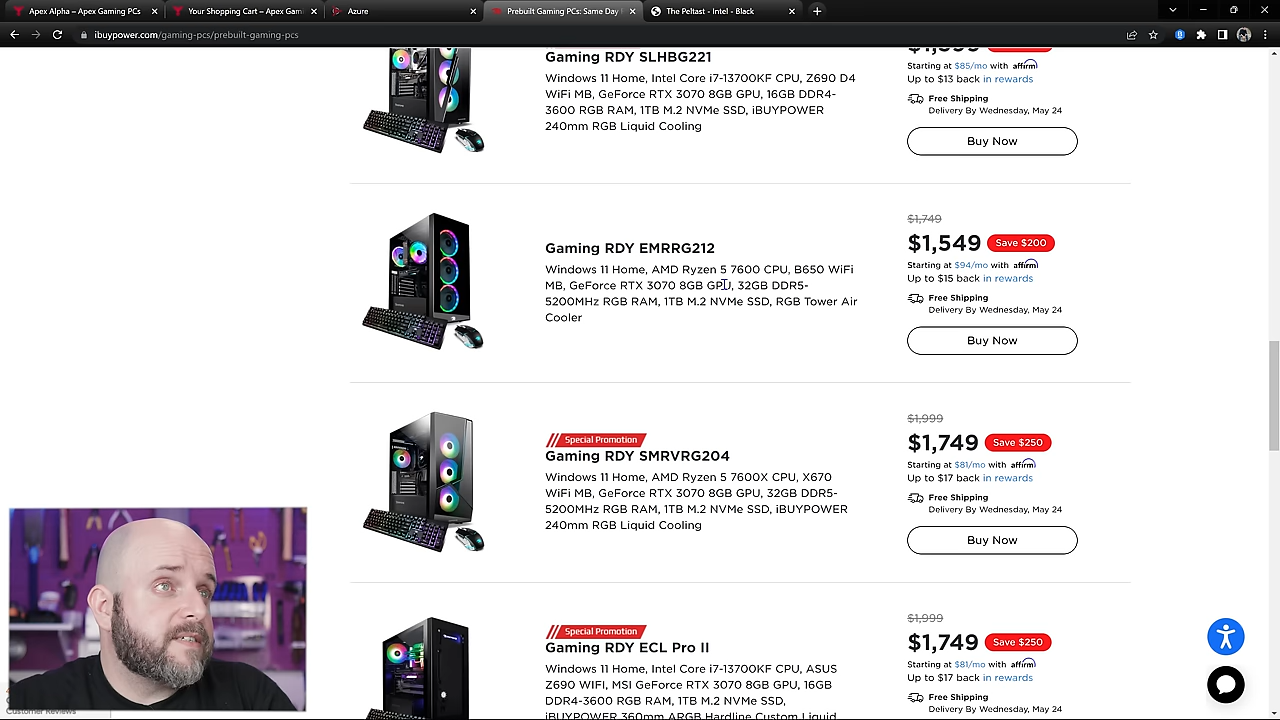 Apex Alpha – Apex Gaming PCs
Your Shopping Cart – Apex Gam
Azure
Prebuilt Gaming PCs: Same Day
The Peltast - Intel - Black
ibuypower.com/gaming-pcs/prebuilt-gaming-pcs
Gaming RDY SLHBG221
Windows 11 Home, Intel Core i7-13700KF CPU, Z690 D4
WiFi MB, GeForce RTX 3070 8GB GPU, 16GB DDR4-
3600 RGB RAM, 1TB M.2 NVMe SSD, iBUYPOWER
240mm RGB Liquid Cooling
Starting at $85/mo with affirm
Up to $13 back in rewards
Free Shipping
Delivery By Wednesday, May 24
Buy Now
Gaming RDY EMRRG212
Windows 11 Home, AMD Ryzen 5 7600 CPU, B650 WiFi
MB, GeForce RTX 3070 8GB GPU, 32GB DDR5-
5200MHz RGB RAM, 1TB M.2 NVMe SSD, RGB Tower Air
Cooler
$1,749
$1,549 Save $200
Starting at $94/mo with affirm
Up to $15 back in rewards
Free Shipping
Delivery By Wednesday, May 24
Buy Now
Special Promotion
Gaming RDY SMRVRG204
Windows 11 Home, AMD Ryzen 5 7600X CPU, X670
WiFi MB, GeForce RTX 3070 8GB GPU, 32GB DDR5-
5200MHz RGB RAM, 1TB M.2 NVMe SSD, iBUYPOWER
240mm RGB Liquid Cooling
$1,999
$1,749 Save $250
Starting at $81/mo with affirm
Up to $17 back in rewards
Free Shipping
Delivery By Wednesday, May 24
Buy Now
Special Promotion
Gaming RDY ECL Pro II
Windows 11 Home, Intel Core i7-13700KF CPU, ASUS
Z690 WIFI, MSI GeForce RTX 3070 8GB GPU, 16GB
DDR4-3600 RGB RAM, 1TB M.2 NVMe SSD,
iBUYPOWER 360mm ARGB Hardline Custom Liquid
$1,999
$1,749 Save $250
Starting at $81/mo with affirm
Up to $17 back in rewards
Free Shipping
Delivery By Wednesday, May 24
Customer Reviews